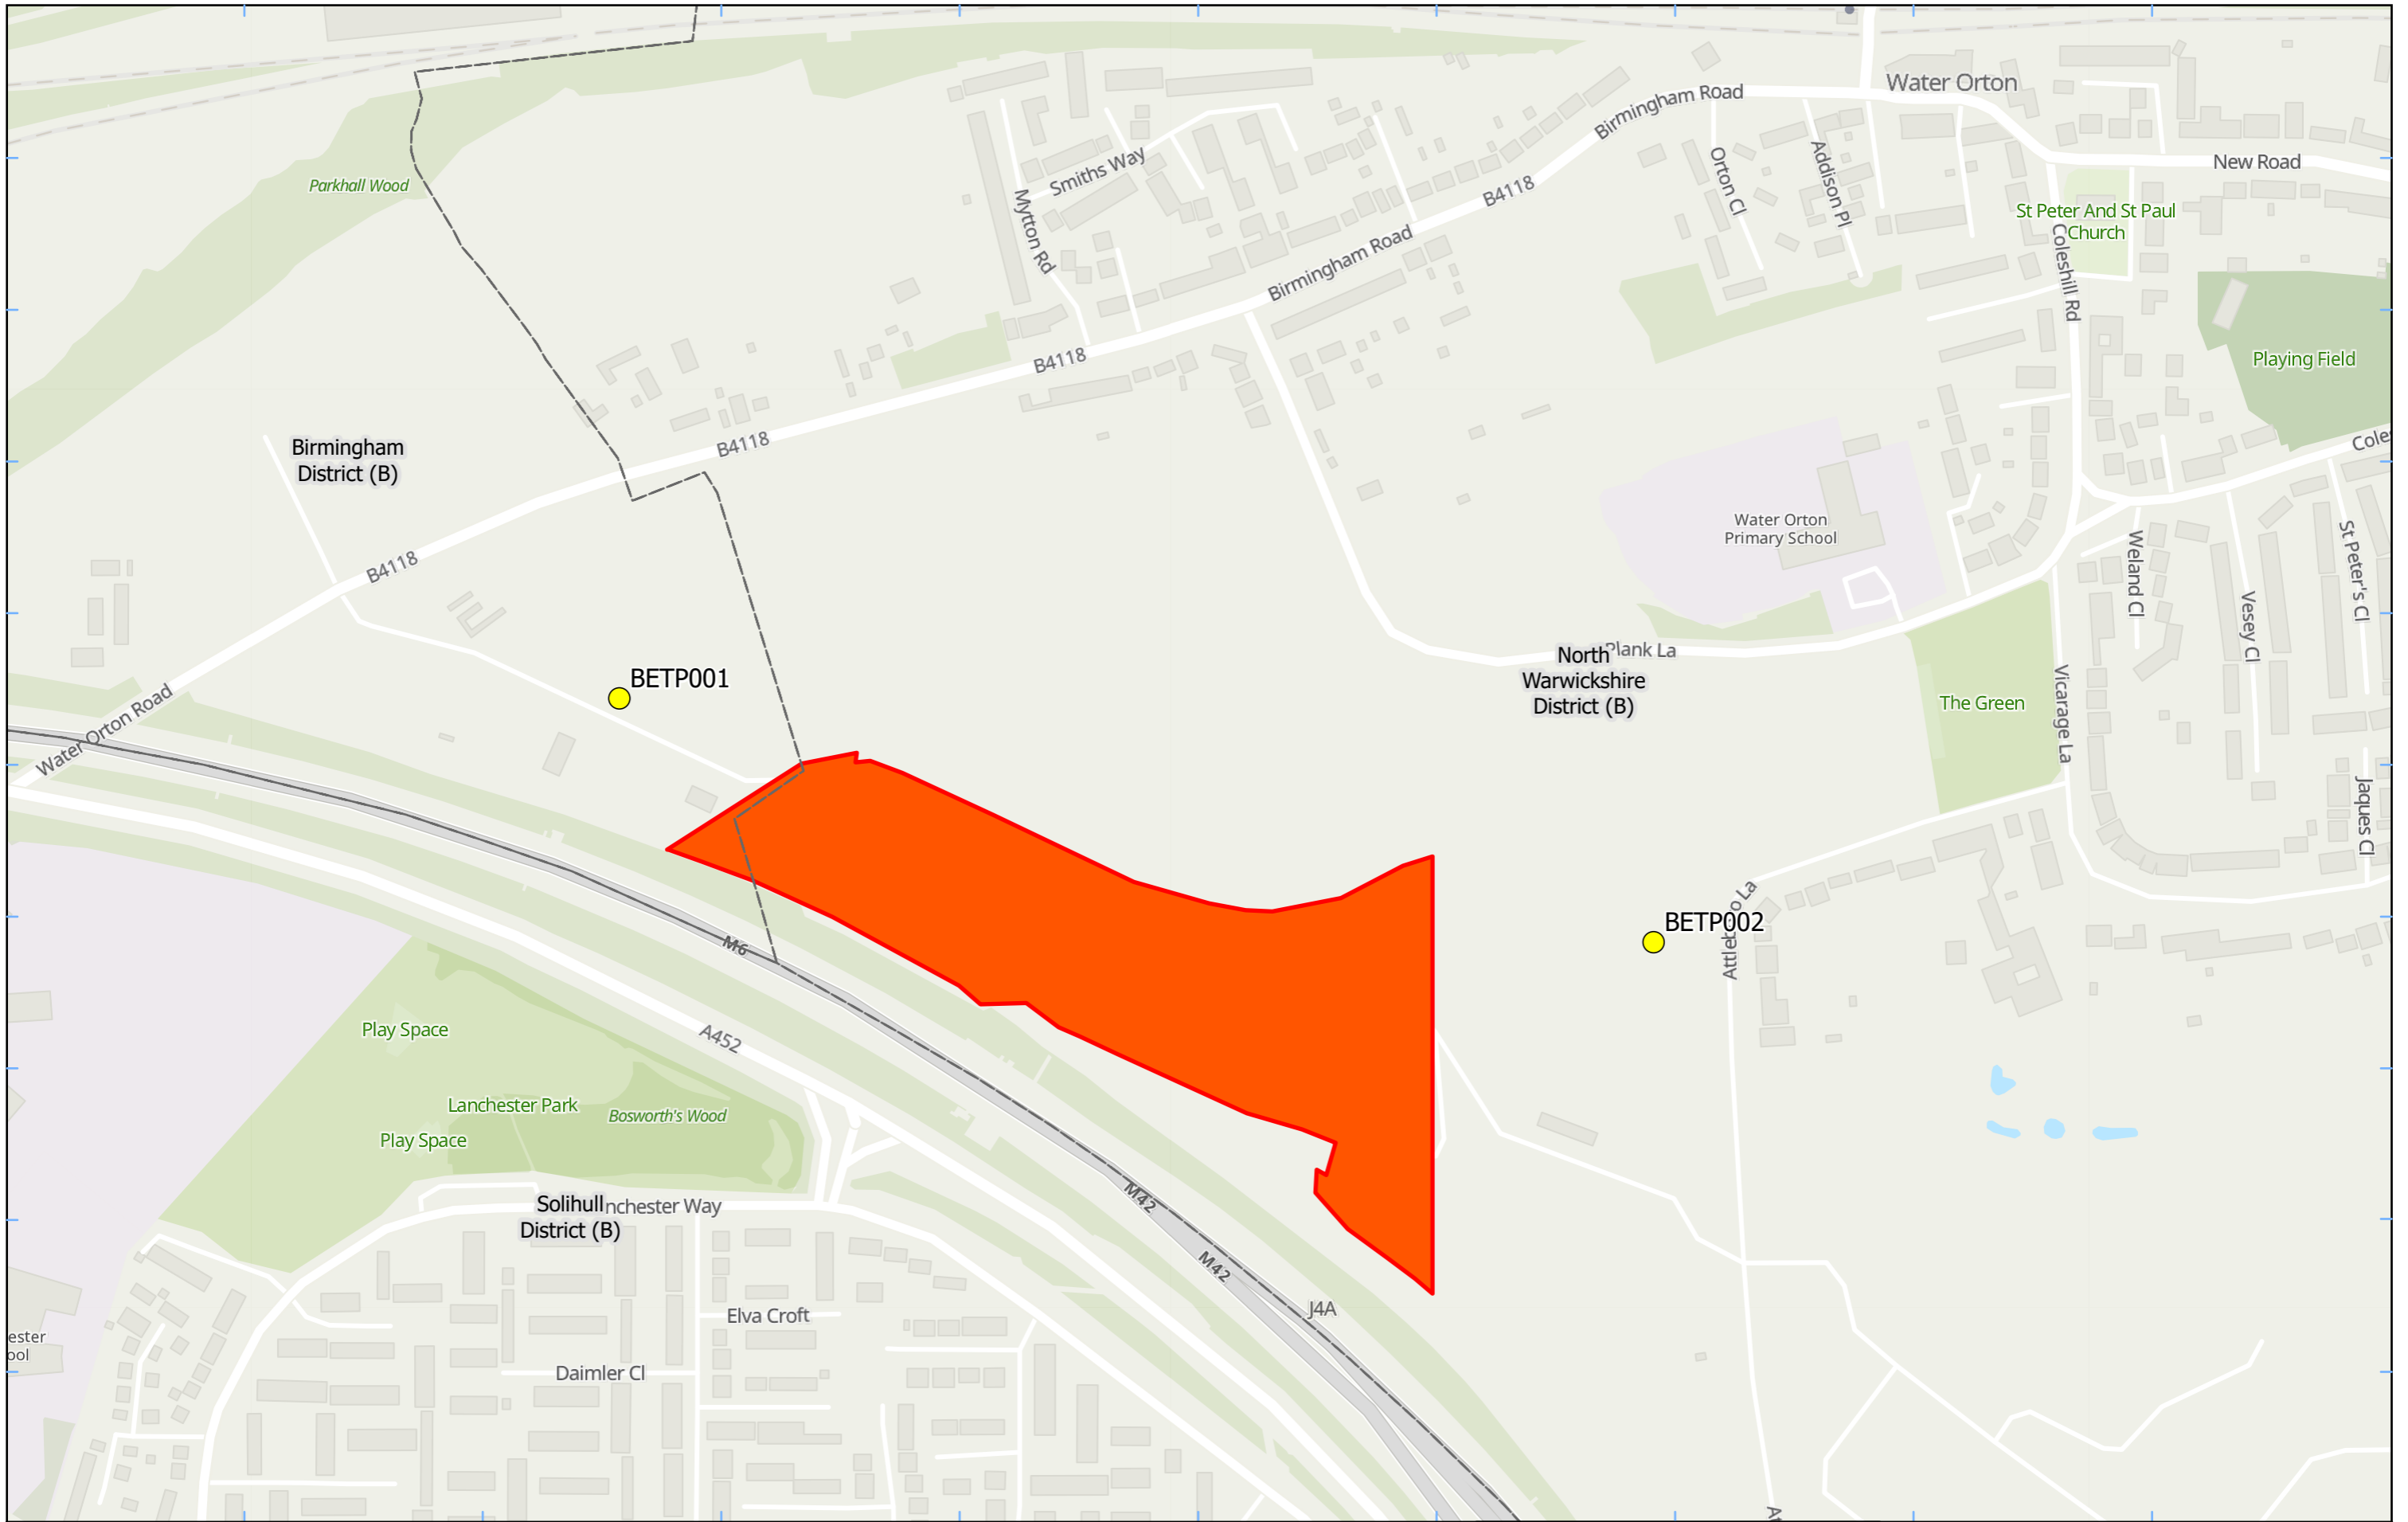 Water Orton
Birmingham Road
New Road
Smiths Way
Orton Cl
Addison Pl
Parkhall Wood
Mytton Rd
B4118
St Peter And St Paul
Church
Coleshill Rd
Birmingham Road
B4118
Playing Field
B4118
Birmingham
District (B)
Coles
Water Orton
Primary School
B4118
Weland Cl
St Peter's Cl
Vesey Cl
Plank La
North
Warwickshire
District (B)
BETP001
The Green
Vicarage La
Water Orton Road
Jaques Cl
BETP002
M6
Play Space
A452
Lanchester Park
Bosworth's Wood
Play Space
M42
Solihull
District (B)
nchester Way
M42
J4A
Elva Croft
ester
ool
Daimler Cl